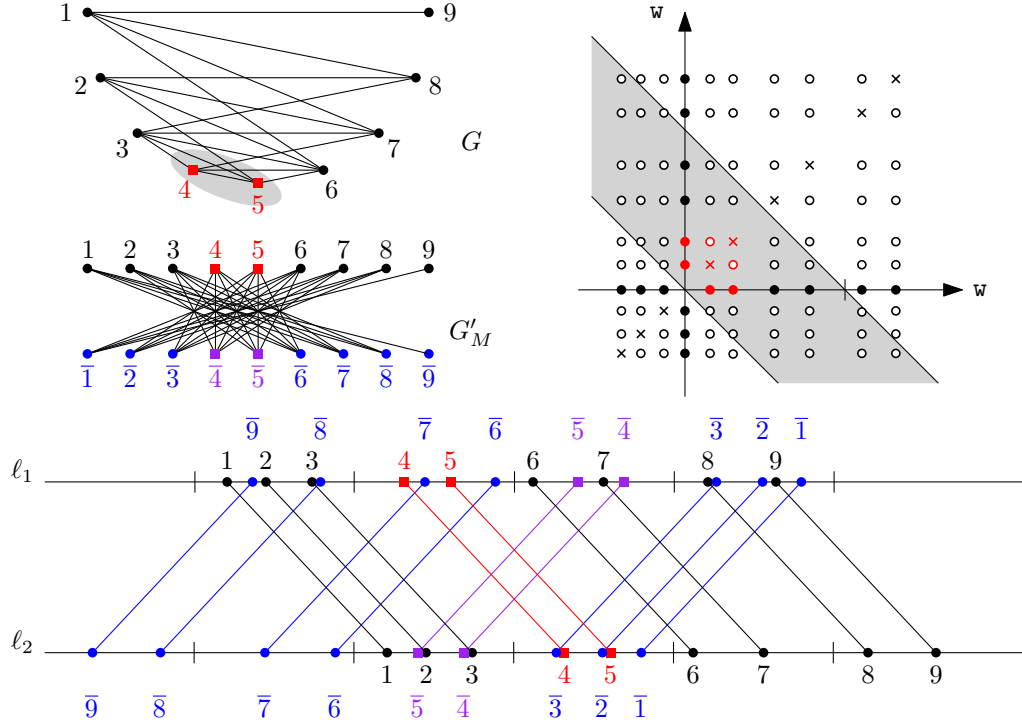 1 9
2 8
3 7 G
4 5 6
1 2 3 4 5 6 7 8 9
G′_M
1̅ 2̅ 3̅ 4̅ 5̅ 6̅ 7̅ 8̅ 9̅
W
W
9̅ 8̅ 7̅ 6̅ 5̅ 4̅ 3̅ 2̅ 1̅
ℓ₁ 1 2 3 4 5 6 7 8 9
ℓ₂
1 2 3 4 5 6 7 8 9
9̅ 8̅ 7̅ 6̅ 5̅ 4̅ 3̅ 2̅ 1̅